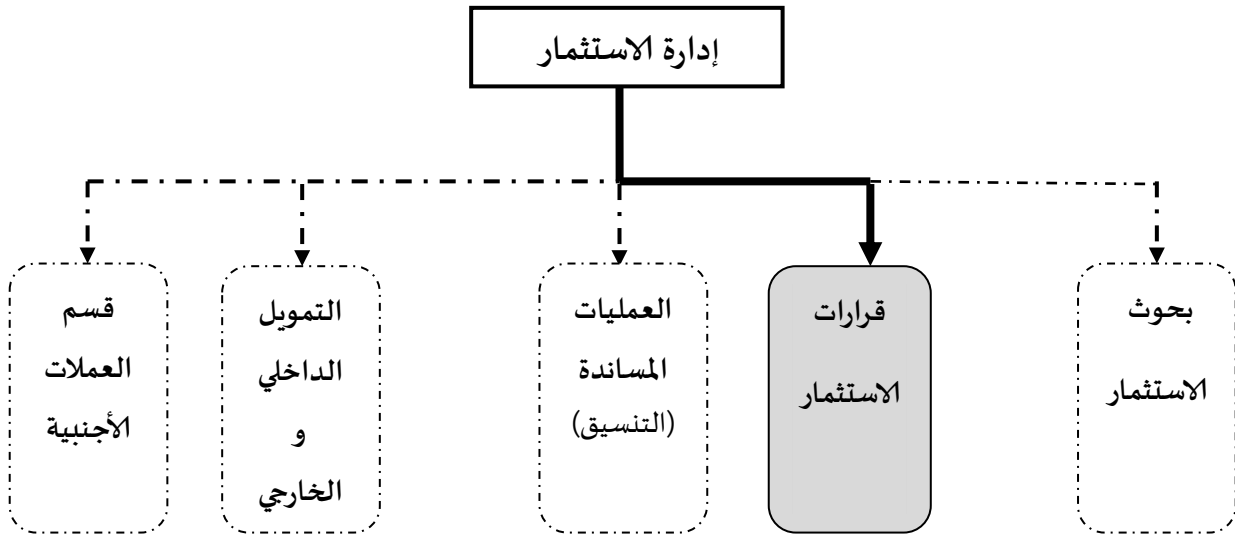 إدارة الاستثمار
بحوث
الاستثمار
قرارات
الاستثمار
العمليات
المساندة
(التنسيق)
التمويل
الداخلي
و
الخارجي
قسم
العملات
الأجنبية